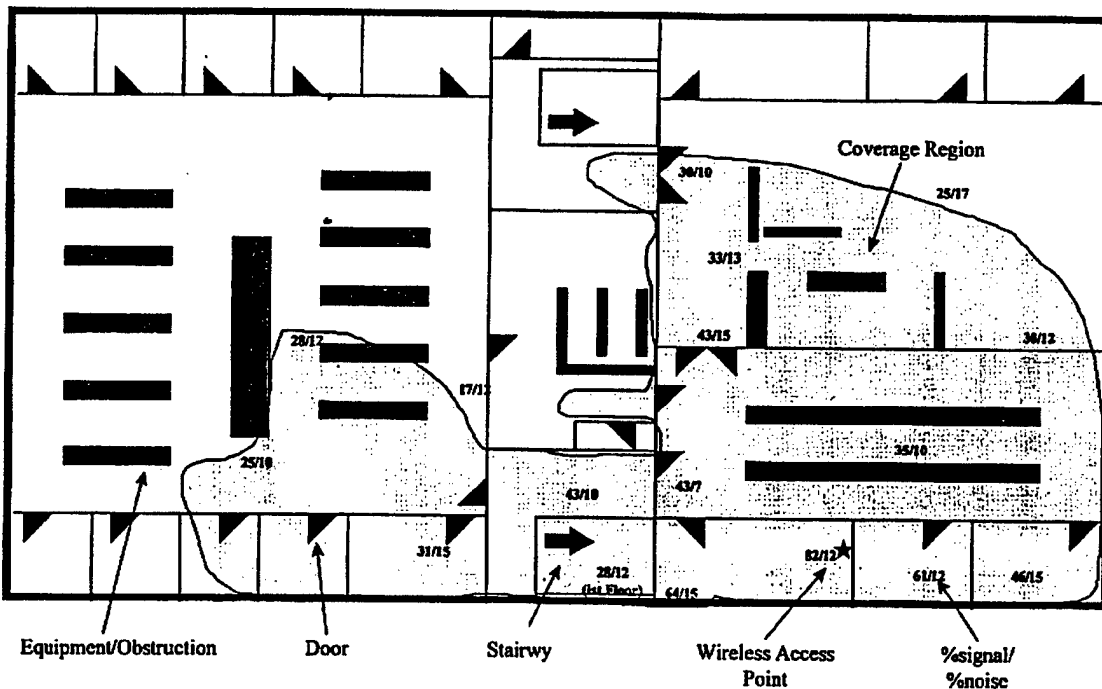 Coverage Region
30/10
25/17
33/13
43/15
30/12
28/12
17/12
35/10
25/18
43/18
43/7
31/15
82/12
28/12
(1st Floor)
64/15
61/12
46/15
Equipment/Obstruction
Door
Stairwy
Wireless Access
Point
%signal/
%noise